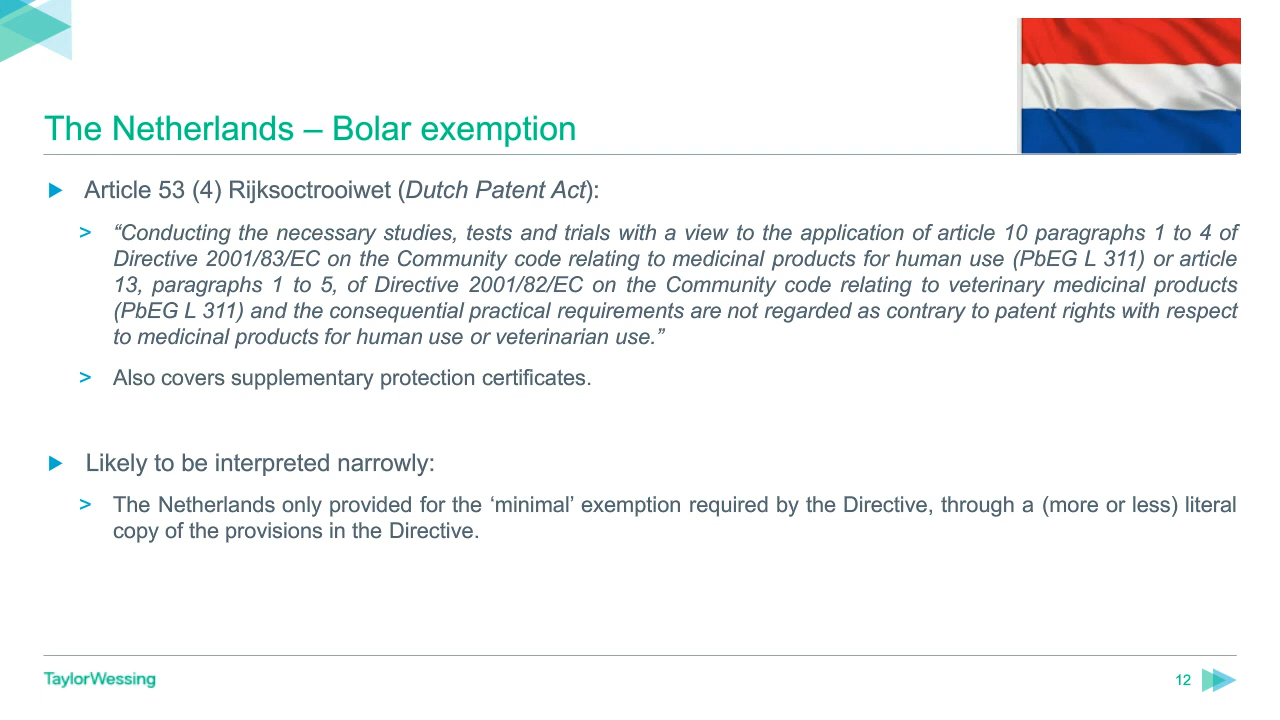 The Netherlands – Bolar exemption
Article 53 (4) Rijksoctrooiwet (Dutch Patent Act):
> “Conducting the necessary studies, tests and trials with a view to the application of article 10 paragraphs 1 to 4 of
Directive 2001/83/EC on the Community code relating to medicinal products for human use (PbEG L 311) or article
13, paragraphs 1 to 5, of Directive 2001/82/EC on the Community code relating to veterinary medicinal products
(PbEG L 311) and the consequential practical requirements are not regarded as contrary to patent rights with respect
to medicinal products for human use or veterinarian use.”
> Also covers supplementary protection certificates.
Likely to be interpreted narrowly:
> The Netherlands only provided for the ‘minimal’ exemption required by the Directive, through a (more or less) literal
copy of the provisions in the Directive.
TaylorWessing
12